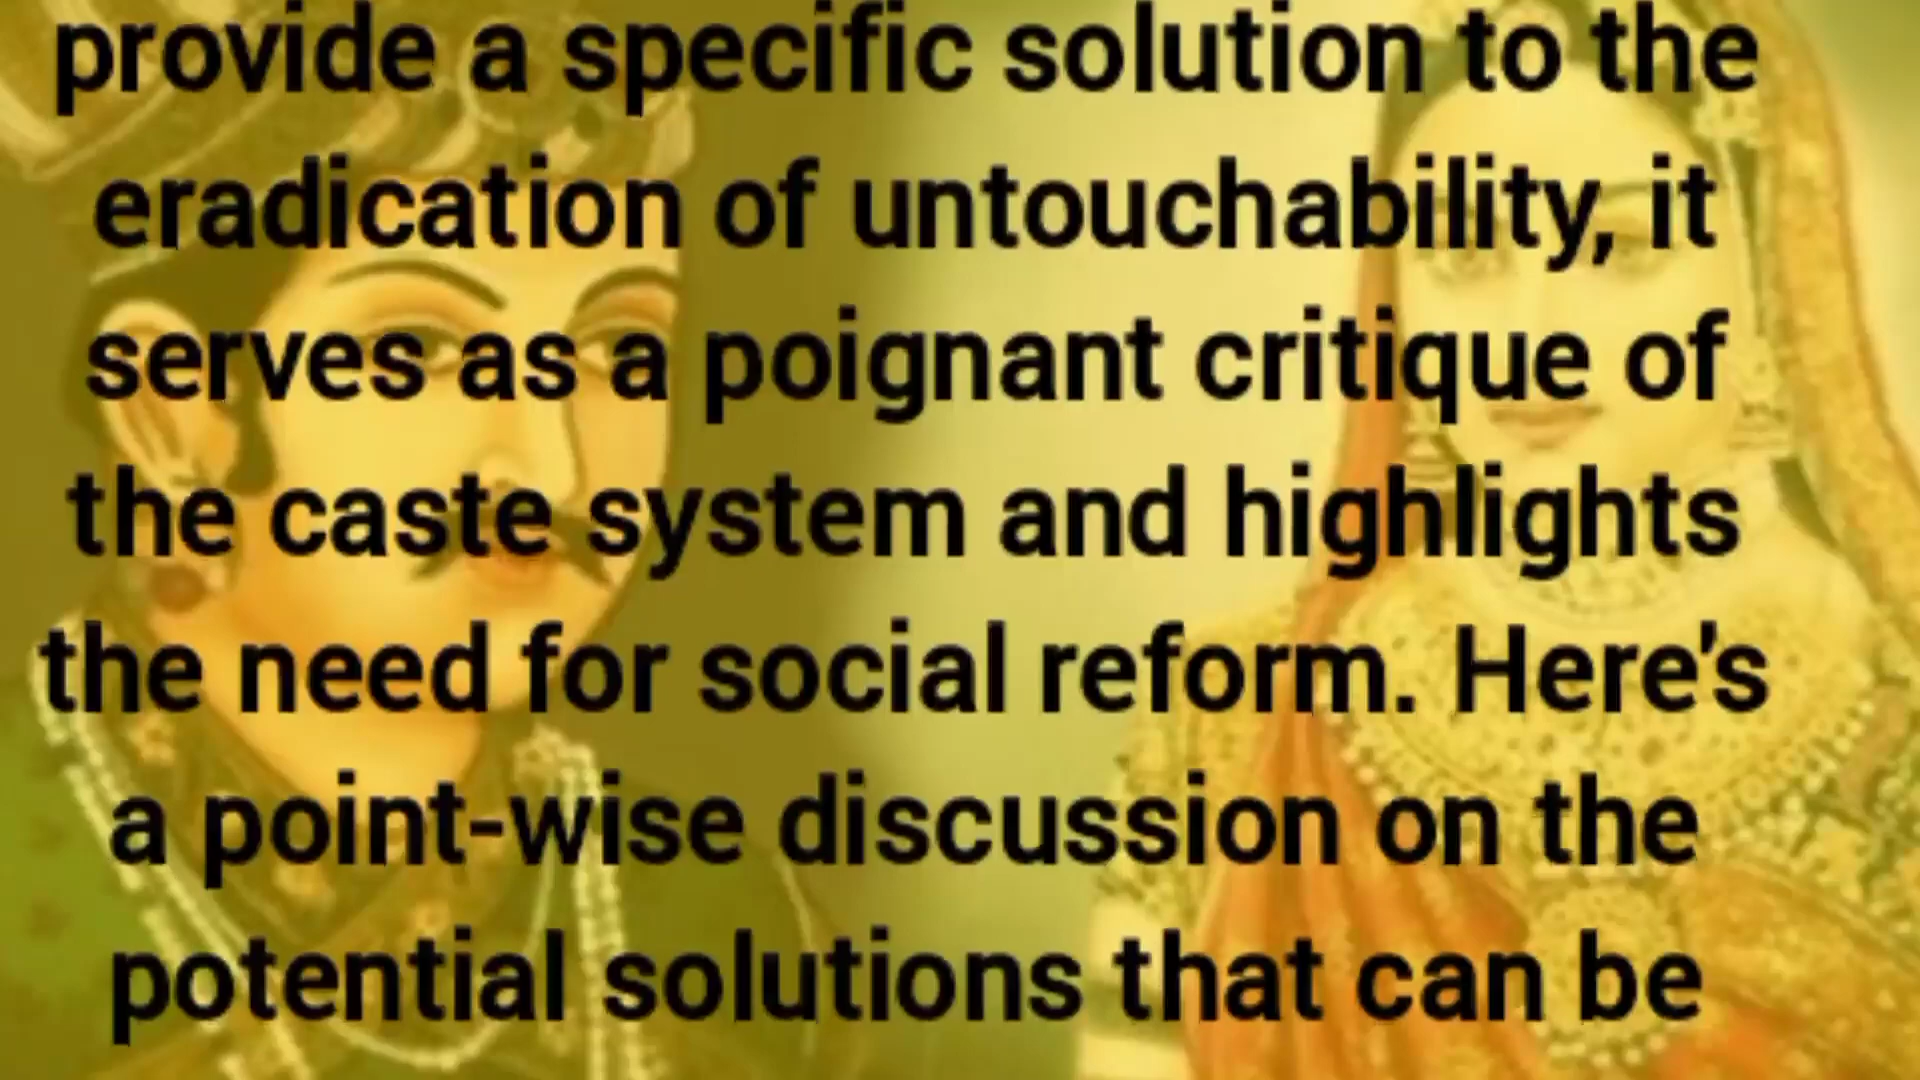 provide a specific solution to the
eradication of untouchability, it
serves as a poignant critique of
the caste system and highlights
the need for social reform. Here's
a point-wise discussion on the
potential solutions that can be